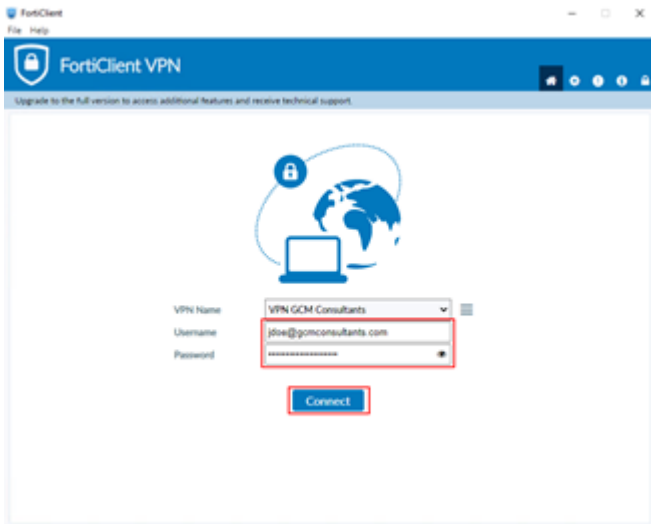 FortiClient
File Help
FortiClient VPN
Upgrade to the full version to access additional features and receive technical support.
VPN Name
VPN GCM Consultants
Username
jdoe@gcmconsultants.com
Password
Connect